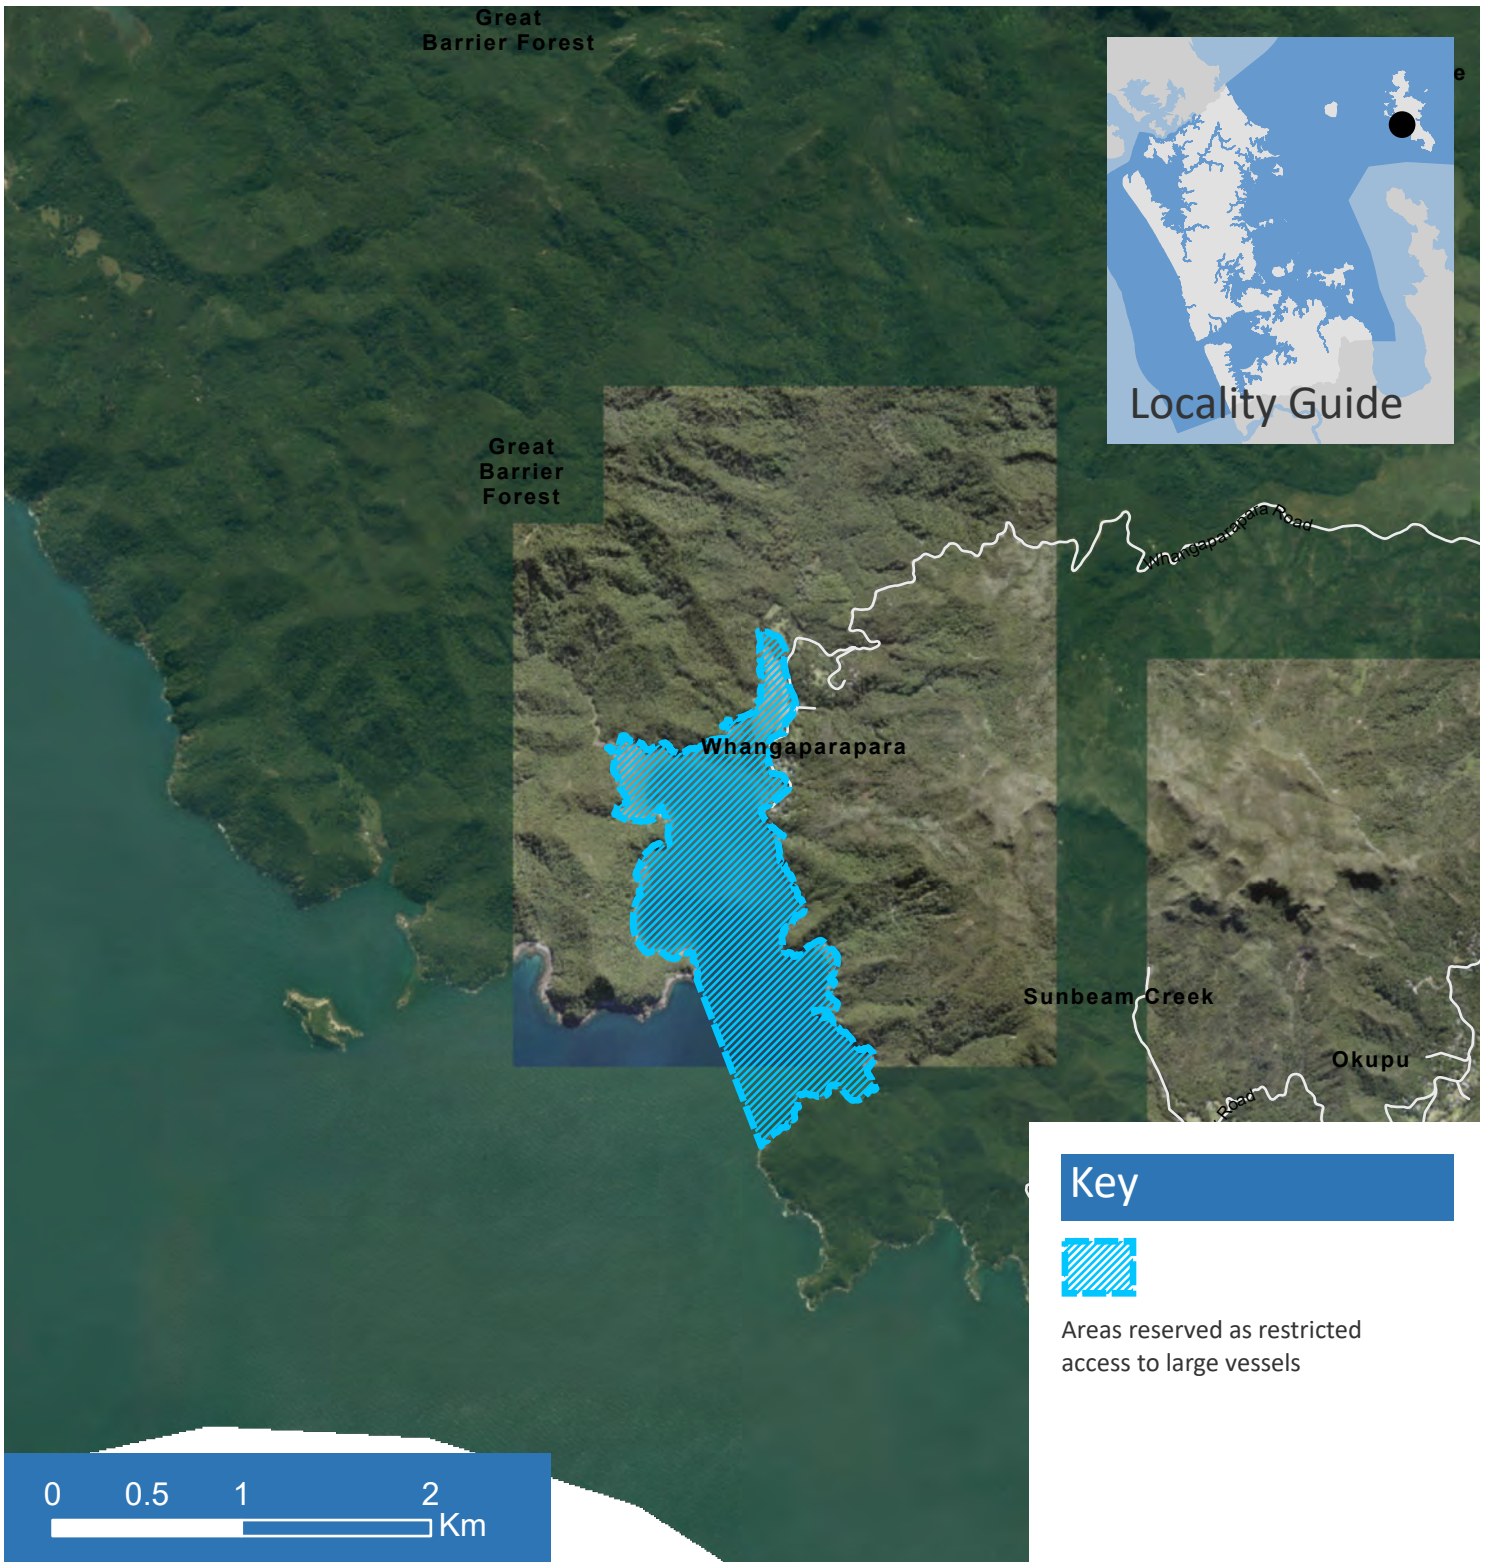 Great
Barrier Forest
e
Locality Guide
Great
Barrier
Forest
Whangaparapara Road
Whangaparapara
Sunbeam Creek
Okupu
Road
Key
Areas reserved as restricted
access to large vessels
0 0.5 1 2
Km